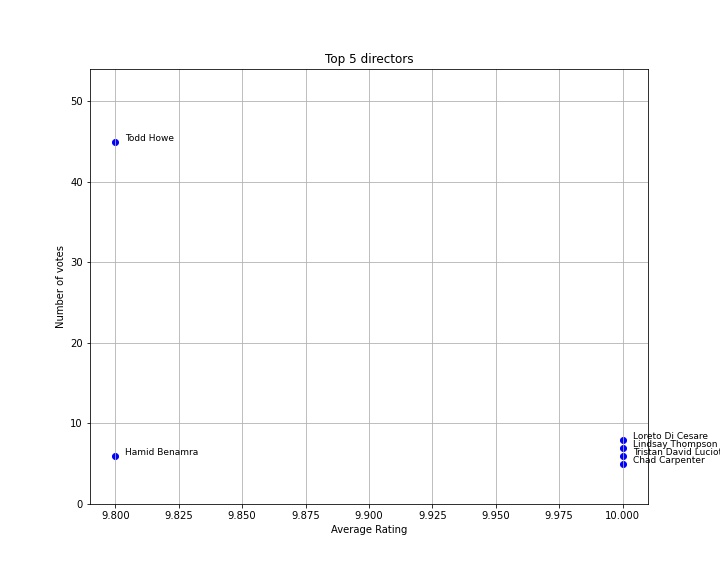 Top 5 directors
50
40
30
20
10
0
Number of votes
Todd Howe
Hamid Benamra
Loreto Di Cesare
Lindsay Thompson
Tristan David
Chad Carpenter
9.800 9.825 9.850 9.875 9.900 9.925 9.950 9.975 10.000
Average Rating